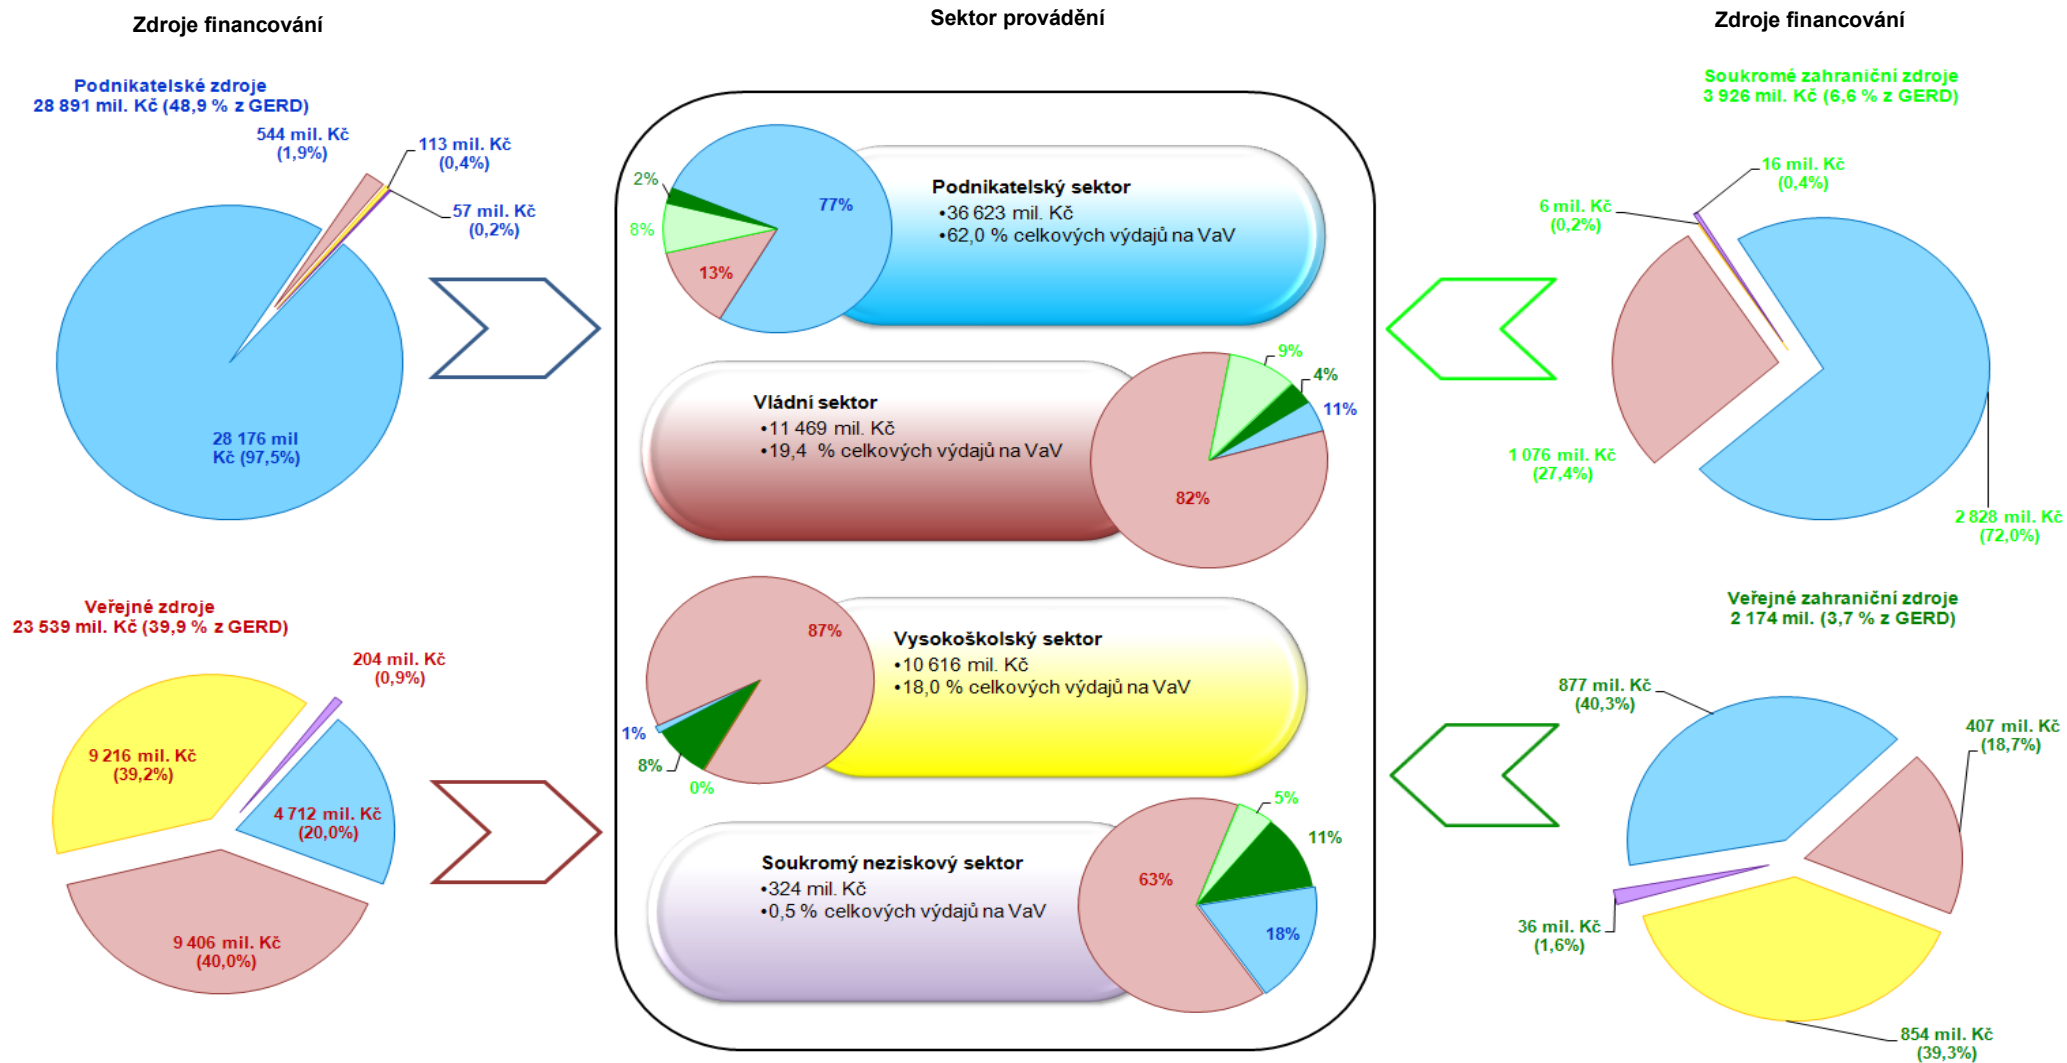 Zdroje financování
Sektor provádění
Zdroje financování
Podnikatelské zdroje
28 891 mil. Kč (48,9 % z GERD)
544 mil. Kč
(1,9%)
113 mil. Kč
(0,4%)
57 mil. Kč
(0,2%)
28 176 mil
Kč (97,5%)
Veřejné zdroje
23 539 mil. Kč (39,9 % z GERD)
204 mil. Kč
(0,9%)
9 216 mil. Kč
(39,2%)
4 712 mil. Kč
(20,0%)
9 406 mil. Kč
(40,0%)
2%
77%
8%
13%
Podnikatelský sektor
•36 623 mil. Kč
•62,0 % celkových výdajů na VaV
Vládní sektor
•11 469 mil. Kč
•19,4 % celkových výdajů na VaV
9%
4%
11%
82%
87%
1%
8%
0%
Vysokoškolský sektor
•10 616 mil. Kč
•18,0 % celkových výdajů na VaV
Soukromý neziskový sektor
•324 mil. Kč
•0,5 % celkových výdajů na VaV
5%
11%
63%
18%
Soukromé zahraniční zdroje
3 926 mil. Kč (6,6 % z GERD)
16 mil. Kč
(0,4%)
6 mil. Kč
(0,2%)
1 076 mil. Kč
(27,4%)
2 828 mil. Kč
(72,0%)
Veřejné zahraniční zdroje
2 174 mil. (3,7 % z GERD)
877 mil. Kč
(40,3%)
407 mil. Kč
(18,7%)
36 mil. Kč
(1,6%)
854 mil. Kč
(39,3%)